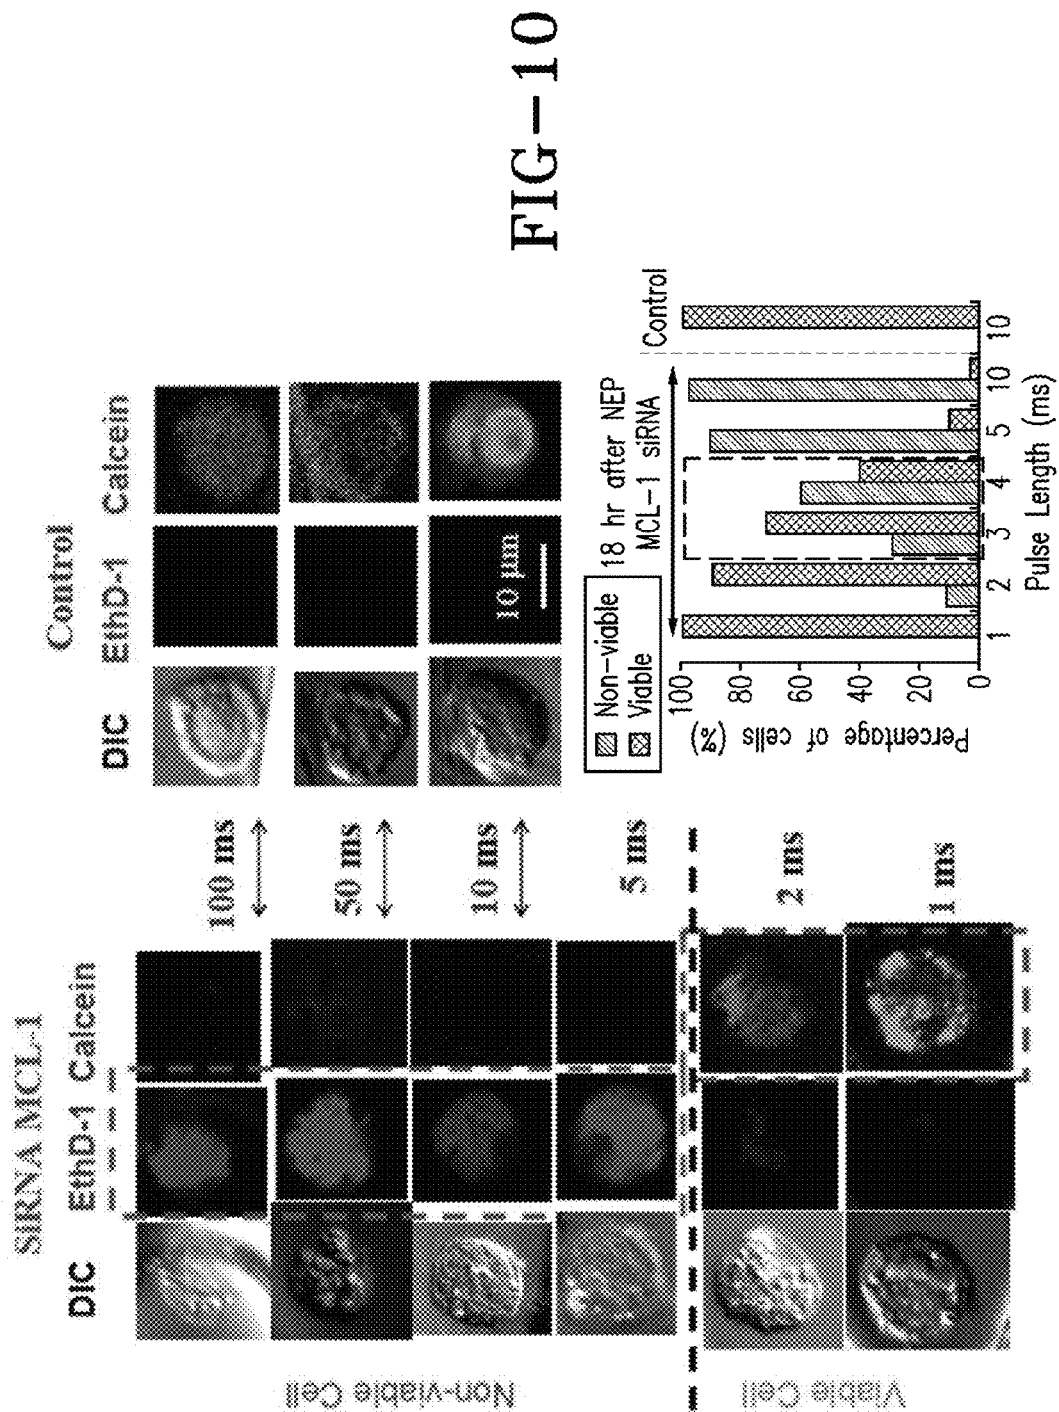 SiRNA MCL-1
DIC EthD-1 Calcein
100 ms
50 ms
10 ms
5 ms
2 ms
1 ms
Non-viable Cell
Viable Cell
Control
DIC EthD-1 Calcein
10 µm
Non-viable
Viable
18 hr after NEP
MCL-1 siRNA
Control
Percentage of cells (%)
100
80
60
40
20
0
1 2 3 4 5 10 10
Pulse Length (ms)
FIG-10